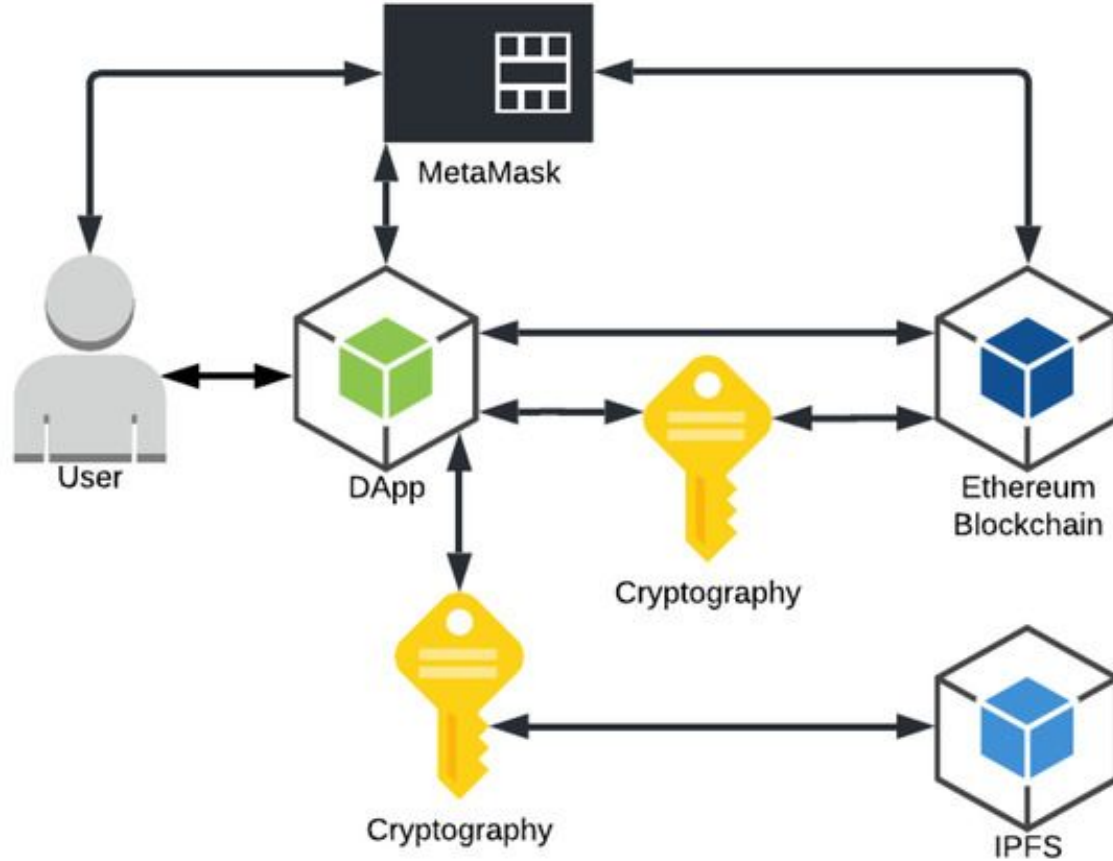 MetaMask
User
DApp
Ethereum
Blockchain
Cryptography
Cryptography
IPFS